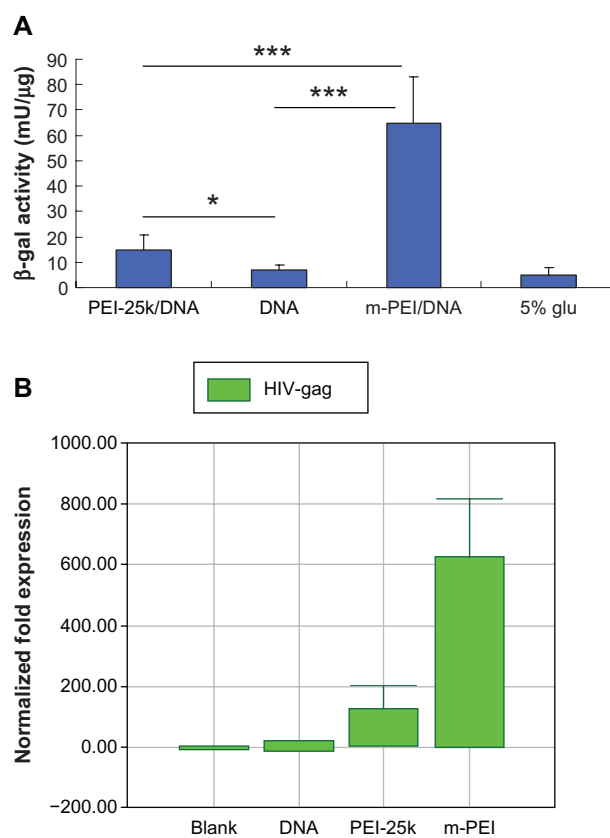 A
β-gal activity (mU/μg)
90
80
70
60
50
40
30
20
10
0
***
***
*
PEI-25k/DNA DNA m-PEI/DNA 5% glu
B
HIV-gag
Normalized fold expression
1000.00
800.00
600.00
400.00
200.00
0.00
−200.00
Blank DNA PEI-25k m-PEI